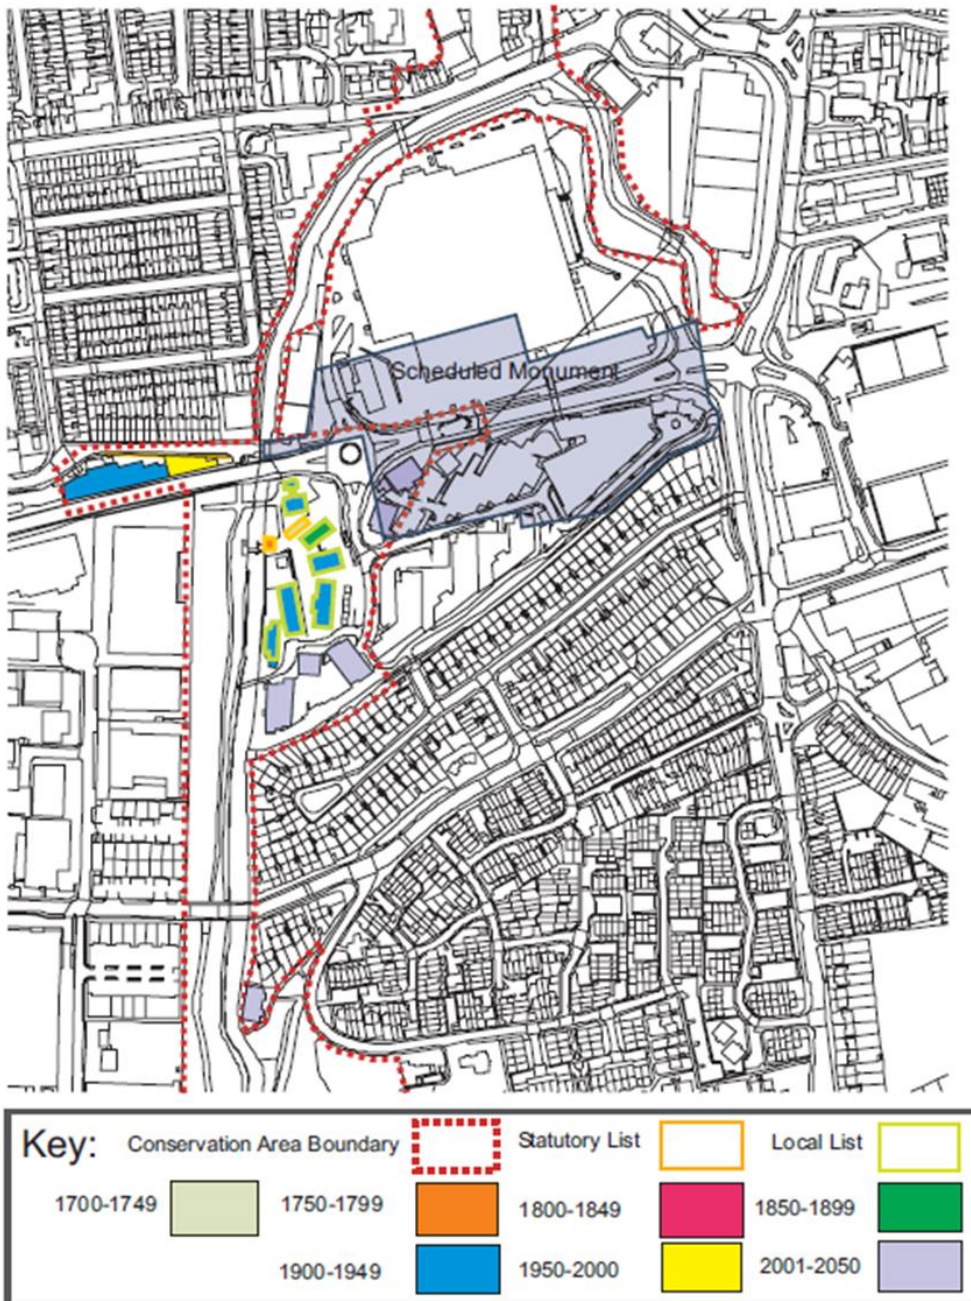 Scheduled Monument
Key: Conservation Area Boundary Statutory List Local List
1700-1749 1750-1799 1800-1849 1850-1899
1900-1949 1950-2000 2001-2050